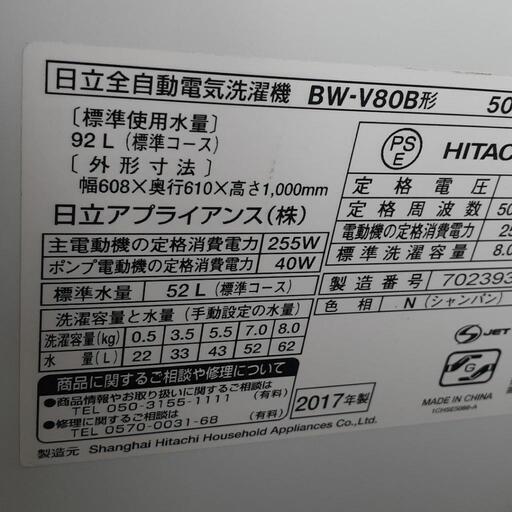 日立全自動電気洗濯機 BW-V80B形 50
〔標準使用水量〕
92 L (標準コース)
〔外形寸法〕
幅608×奥行610×高さ1,000mm
日立アプライアンス(株)
主電動機の定格消費電力 255W
ポンプ電動機の定格消費電力 40W
標準水量 52 L (標準コース)
洗濯容量と水量 (手動設定の水量)
洗濯容量(kg) 0.5 3.5 5.5 7.0 8.0
水量(L) 22 33 43 52 62
商品に関するご相談や修理について
●商品情報やお取り扱いに関するご相談
TEL 050-3155-1111 (有料)
●修理に関するご相談
TEL 0570-0031-68 (有料)
2017年製
製造元 Shanghai Hitachi Household Appliances Co.,Ltd.
PSE HITAC
定格電圧
定格周波数 50
電動機の定格消費電力 25
標準洗濯容量 8.0
製造番号 702393
色相 N (シャンパン)
JET
G
MADE IN CHINA
1CHSE5086-A